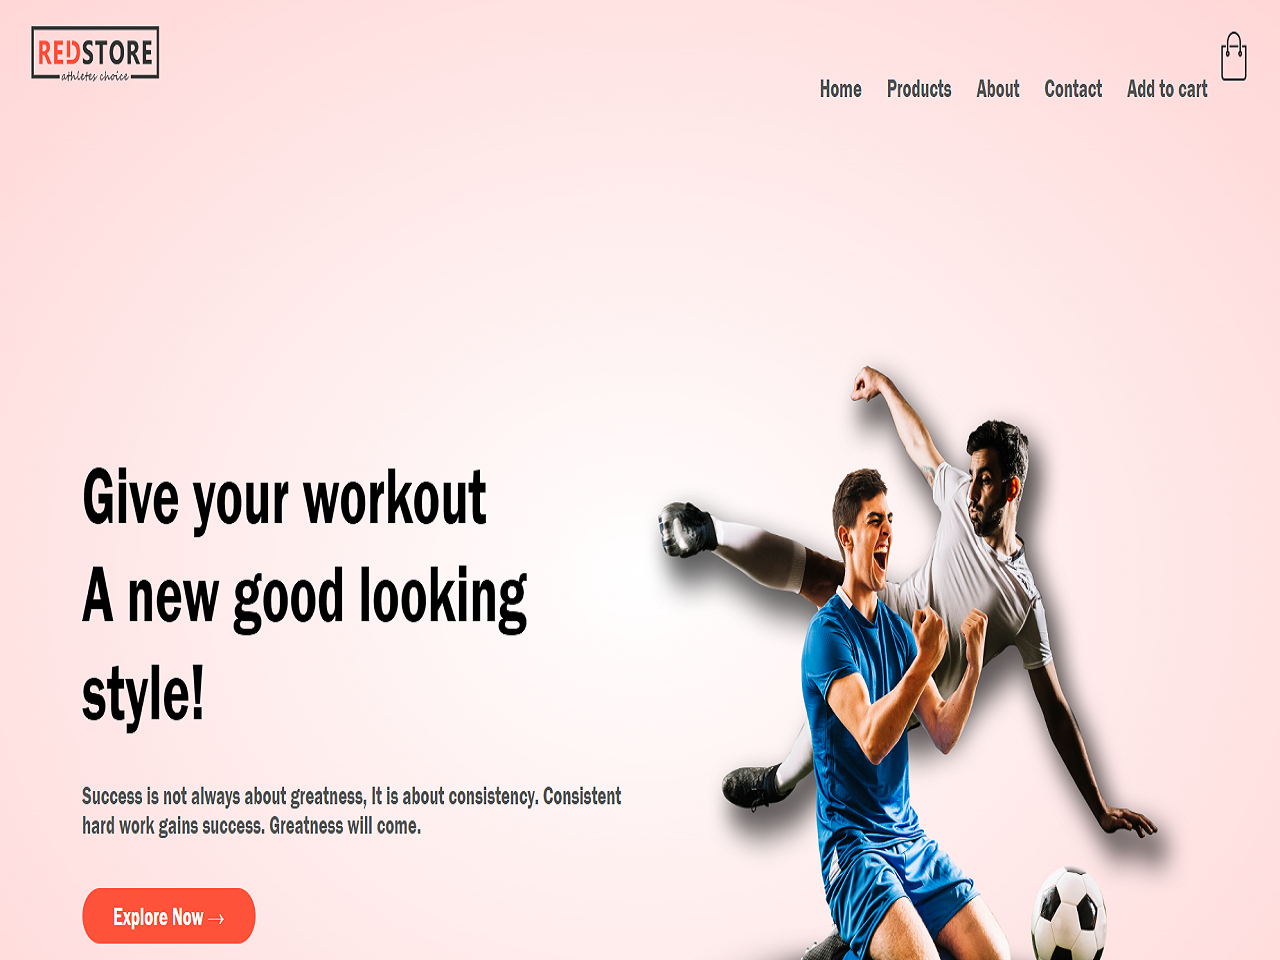 REDSTORE
athletes choice
Home Products About Contact Add to cart
Give your workout
A new good looking
style!
Success is not always about greatness, It is about consistency. Consistent
hard work gains success. Greatness will come.
Explore Now →